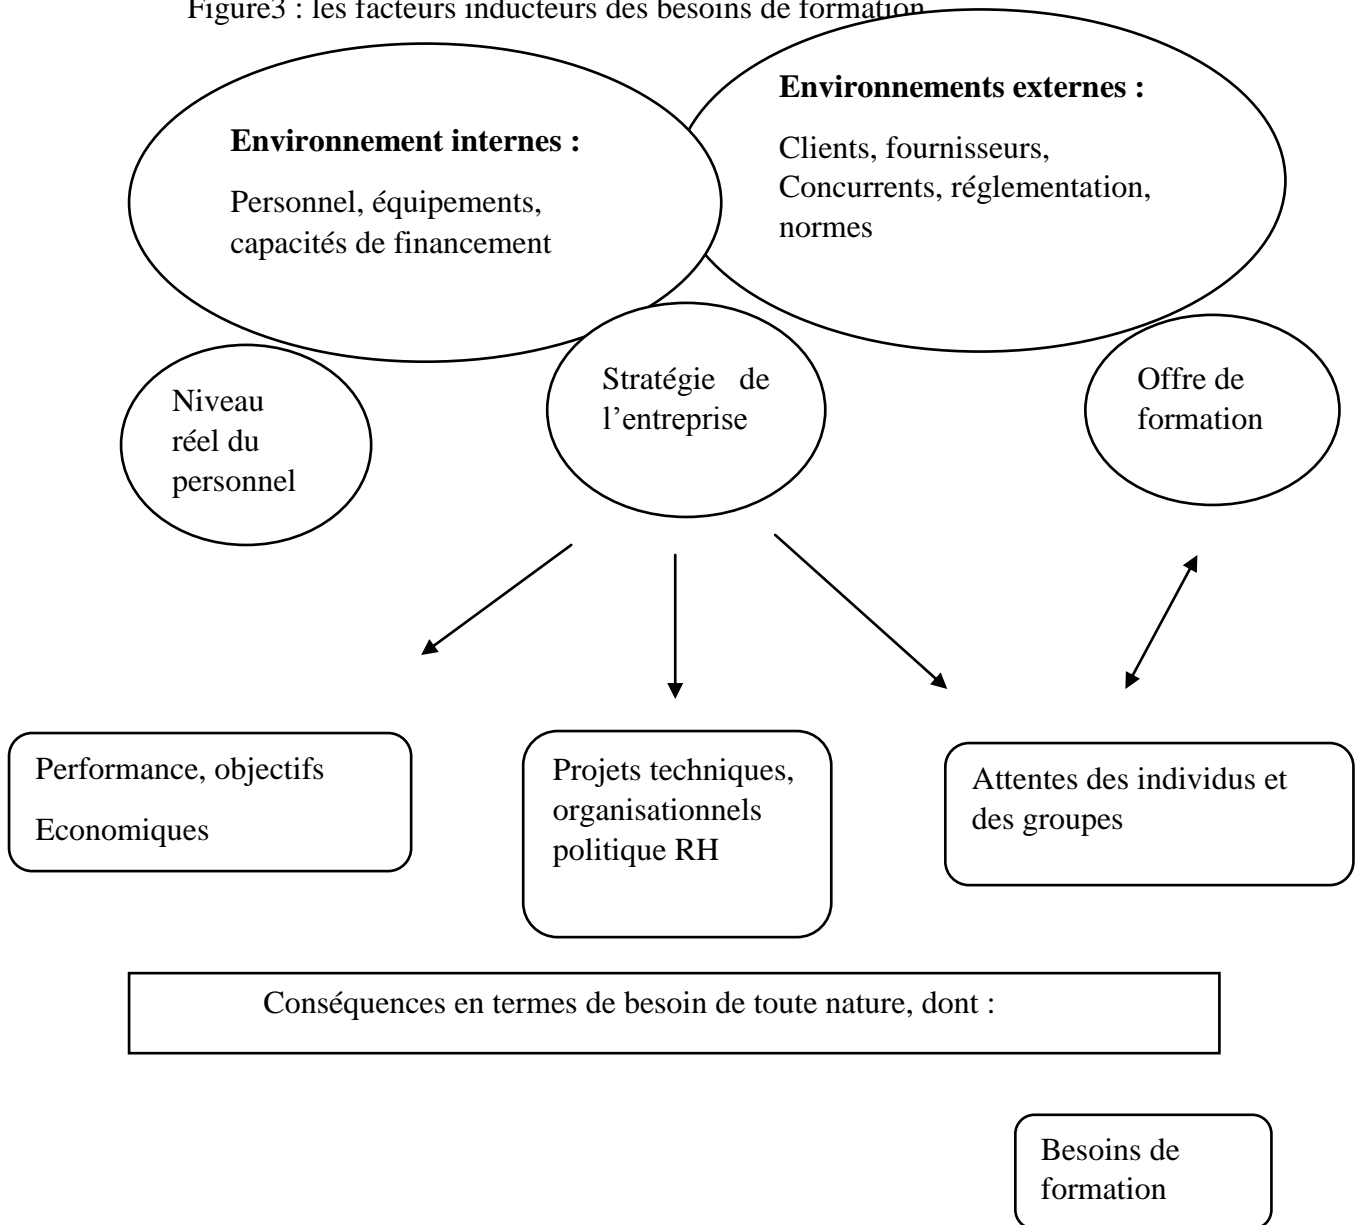 Figure3 : les facteurs inducteurs des besoins de formation
Environnement internes :
Personnel, équipements,
capacités de financement
Environnements externes :
Clients, fournisseurs,
Concurrents, réglementation,
normes
Niveau
réel du
personnel
Stratégie de
l’entreprise
Offre de
formation
Performance, objectifs
Economiques
Projets techniques,
organisationnels
politique RH
Attentes des individus et
des groupes
Conséquences en termes de besoin de toute nature, dont :
Besoins de
formation